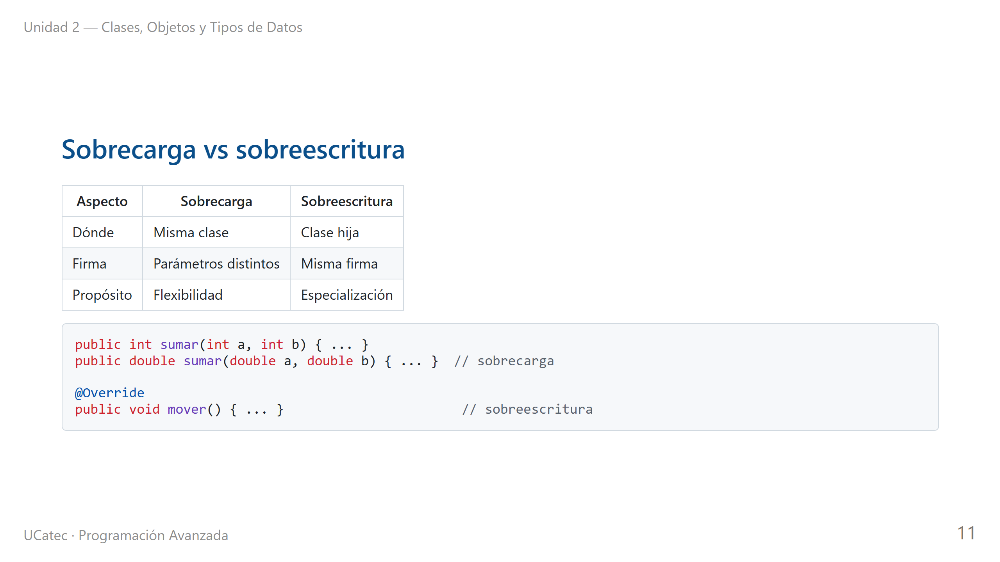 Unidad 2 — Clases, Objetos y Tipos de Datos
Sobrecarga vs sobreescritura
Aspecto Sobrecarga Sobreescritura
Dónde Misma clase Clase hija
Firma Parámetros distintos Misma firma
Propósito Flexibilidad Especialización
public int sumar(int a, int b) { ... }
public double sumar(double a, double b) { ... }  // sobrecarga
@Override
public void mover() { ... }                       // sobreescritura
UCatec · Programación Avanzada
11